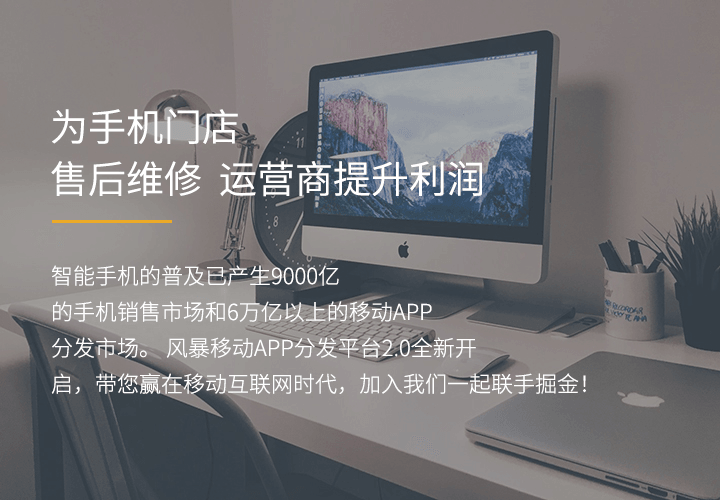 为手机门店
售后维修 运营商提升利润
智能手机的普及已产生9000亿
的手机销售市场和6万亿以上的移动APP
分发市场。 风暴移动APP分发平台2.0全新开
启，带您赢在移动互联网时代，加入我们一起联手掘金！